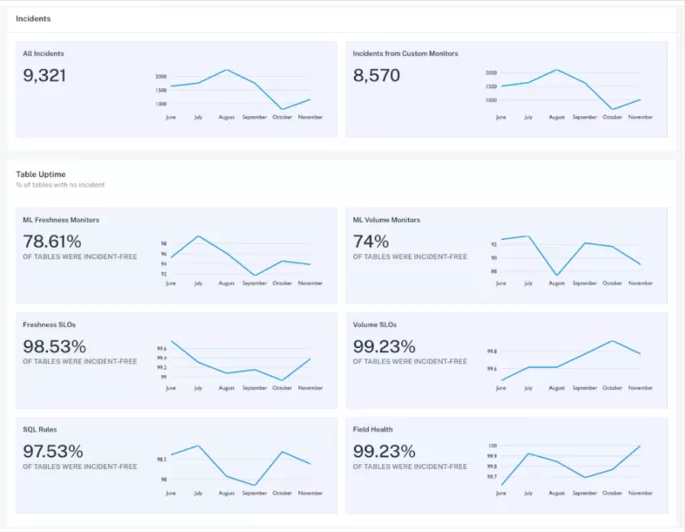 Incidents
All Incidents
9,321
2000
1500
1000
June July August September October November
Incidents from Custom Monitors
8,570
2000
1500
1000
June July August September October November
Table Uptime
% of tables with no incident
ML Freshness Monitors
78.61%
OF TABLES WERE INCIDENT-FREE
98
96
94
92
June July August September October November
ML Volume Monitors
74%
OF TABLES WERE INCIDENT-FREE
92
90
88
June July August September October November
Freshness SLOs
98.53%
OF TABLES WERE INCIDENT-FREE
99.6
99.4
99.2
99
June July August September October November
Volume SLOs
99.23%
OF TABLES WERE INCIDENT-FREE
99.8
99.6
June July August September October November
SQL Rules
97.53%
OF TABLES WERE INCIDENT-FREE
98.5
98
June July August September October November
Field Health
99.23%
OF TABLES WERE INCIDENT-FREE
100
99.9
99.8
99.7
June July August September October November